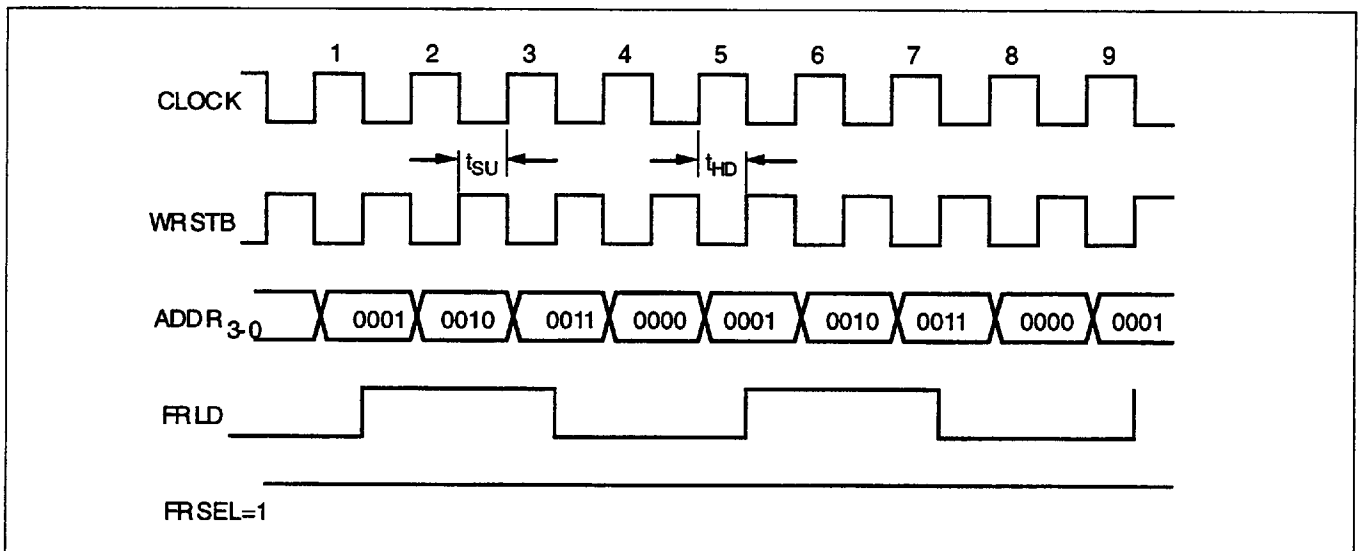 1 2 3 4 5 6 7 8 9
CLOCK
tSU tHD
WRSTB
ADDR3-0 0001 0010 0011 0000 0001 0010 0011 0000 0001
FRLD
FRSEL=1